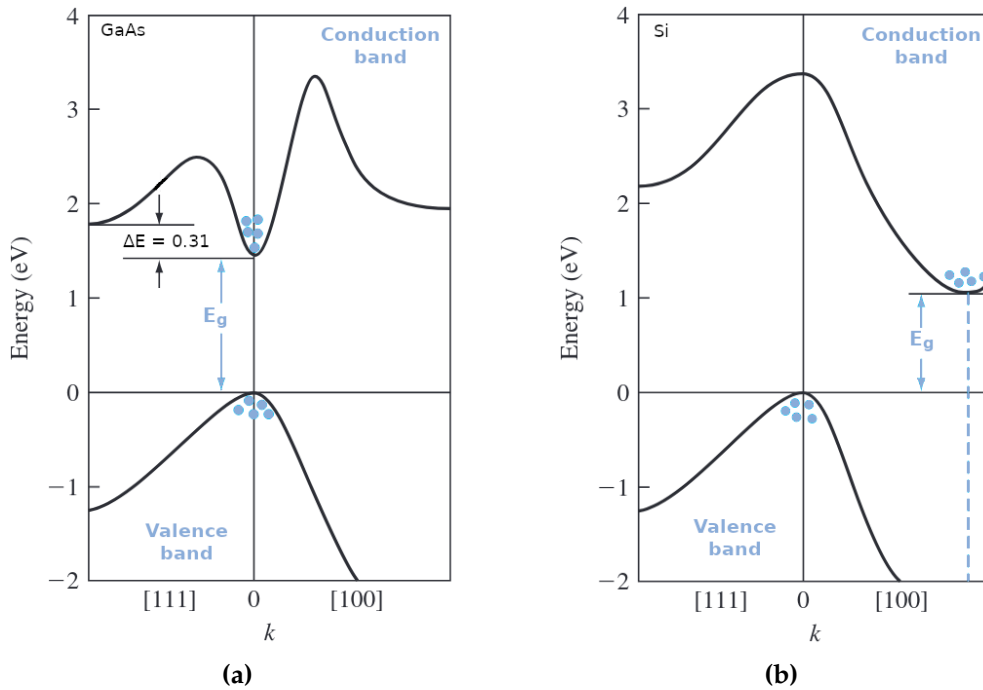 GaAs
Conduction
band
4
3
2
1
0
−1
−2
Energy (eV)
ΔE = 0.31
Eg
Valence
band
[111]
0
[100]
k
(a)
Si
Conduction
band
4
3
2
1
0
−1
−2
Energy (eV)
Eg
Valence
band
[111]
0
[100]
k
(b)